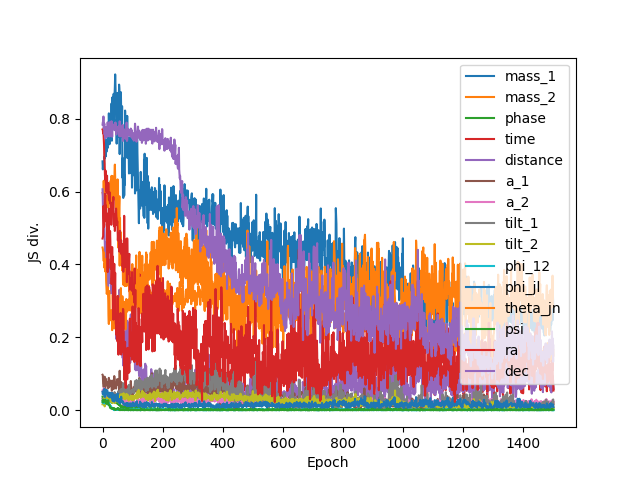 JS div.
0.8
0.6
0.4
0.2
0.0
mass_1
mass_2
phase
time
distance
a_1
a_2
tilt_1
tilt_2
phi_12
phi_jl
theta_jn
psi
ra
dec
0 200 400 600 800 1000 1200 1400
Epoch